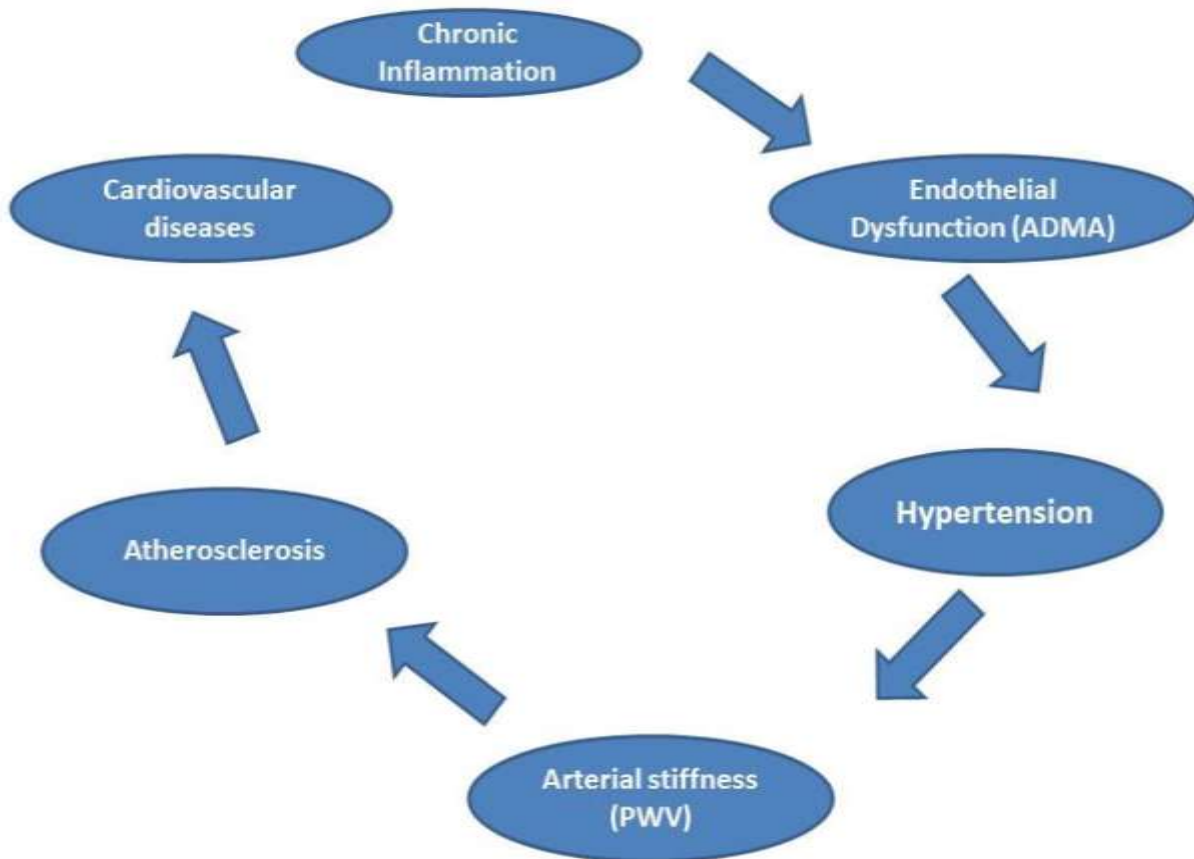 Chronic
Inflammation
Endothelial
Dysfunction (ADMA)
Hypertension
Arterial stiffness
(PWV)
Atherosclerosis
Cardiovascular
diseases